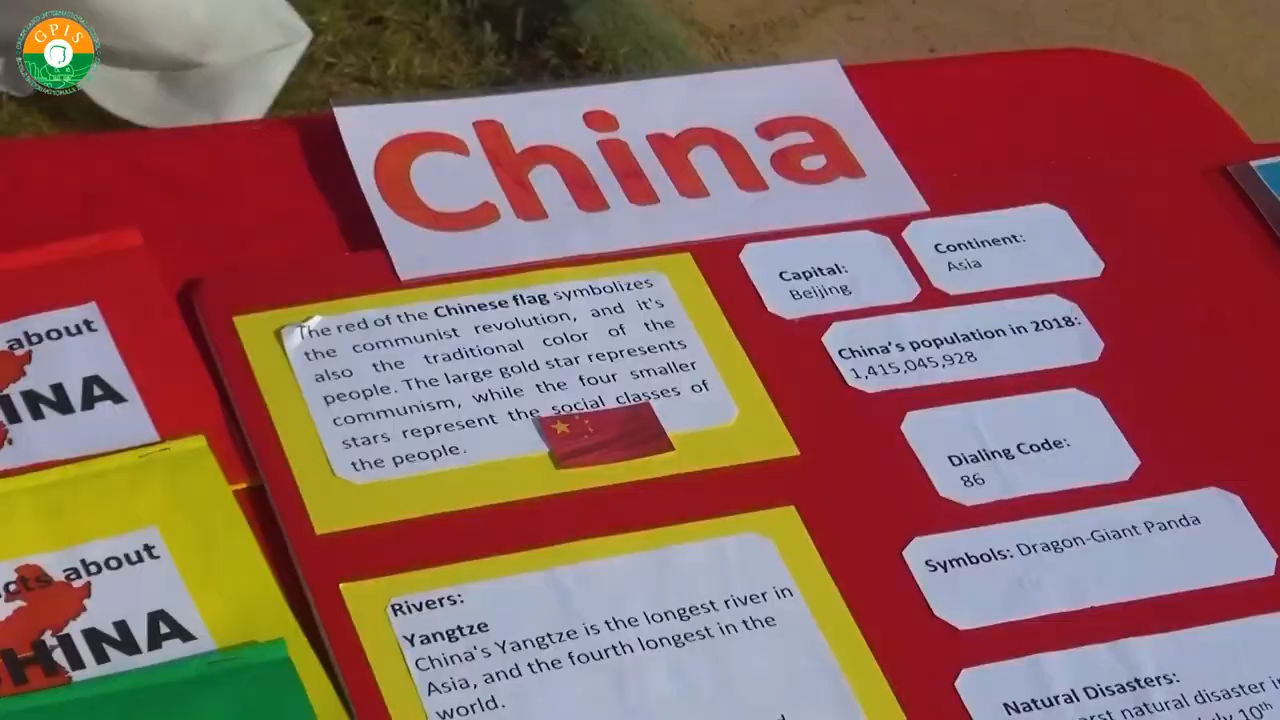 GPIS
China
Capital:
Beijing
Continent:
Asia
The red of the Chinese flag symbolizes
the communist revolution, and it's
also the traditional color of the
people. The large gold star represents
communism, while the four smaller
stars represent the social classes of
the people.
China's population in 2018:
1,415,045,928
Dialing Code:
86
Symbols: Dragon-Giant Panda
Rivers:
Yangtze
China's Yangtze is the longest river in
Asia, and the fourth longest in the
world.
Natural Disasters:
natural disaster
10th
about
INA
about
HINA